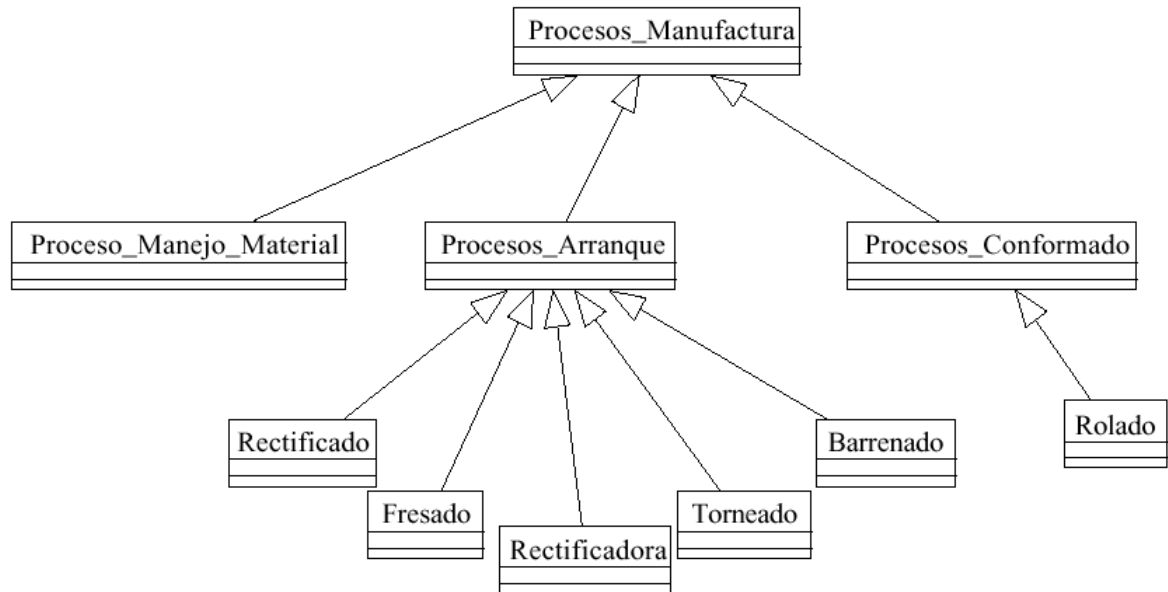 Procesos_Manufactura
Proceso_Manejo_Material
Procesos_Arranque
Procesos_Conformado
Rectificado
Fresado
Rectificadora
Torneado
Barrenado
Rolado